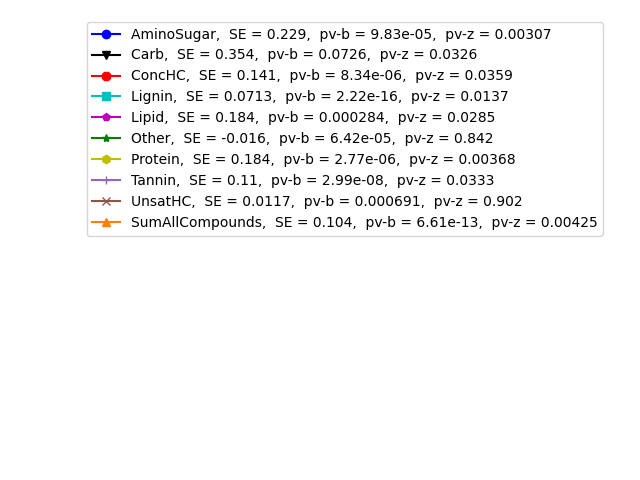 AminoSugar,  SE = 0.229,  pv-b = 9.83e-05,  pv-z = 0.00307
Carb,  SE = 0.354,  pv-b = 0.0726,  pv-z = 0.0326
ConcHC,  SE = 0.141,  pv-b = 8.34e-06,  pv-z = 0.0359
Lignin,  SE = 0.0713,  pv-b = 2.22e-16,  pv-z = 0.0137
Lipid,  SE = 0.184,  pv-b = 0.000284,  pv-z = 0.0285
Other,  SE = -0.016,  pv-b = 6.42e-05,  pv-z = 0.842
Protein,  SE = 0.184,  pv-b = 2.77e-06,  pv-z = 0.00368
Tannin,  SE = 0.11,  pv-b = 2.99e-08,  pv-z = 0.0333
UnsatHC,  SE = 0.0117,  pv-b = 0.000691,  pv-z = 0.902
SumAllCompounds,  SE = 0.104,  pv-b = 6.61e-13,  pv-z = 0.00425